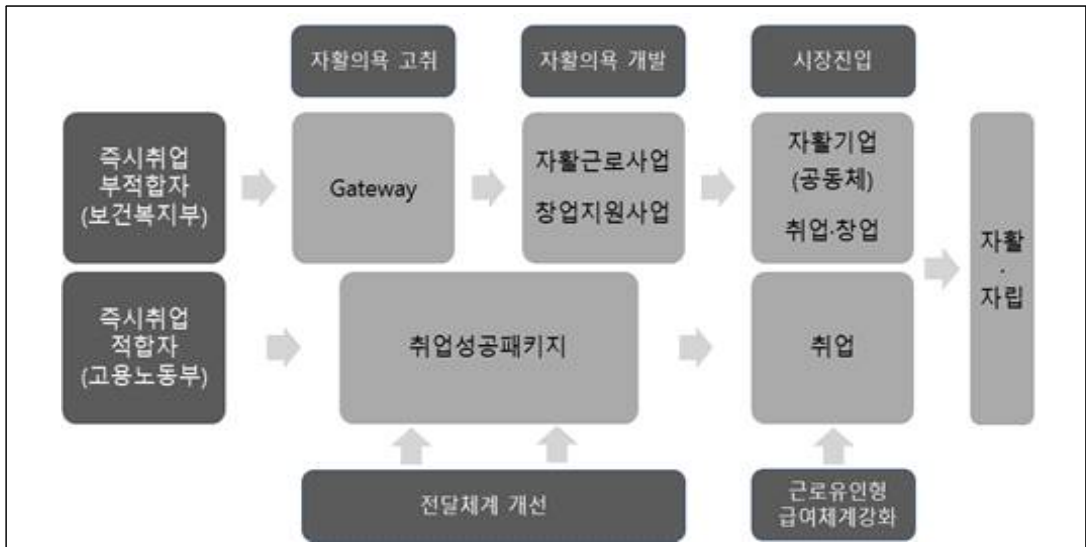 자활의욕 고취
자활의욕 개발
시장진입
즉시취업
부적합자
(보건복지부)
Gateway
자활근로사업
창업지원사업
자활기업
(공동체)
취업·창업
자활
·
자립
즉시취업
적합자
(고용노동부)
취업성공패키지
취업
전달체계 개선
근로유인형
급여체계강화